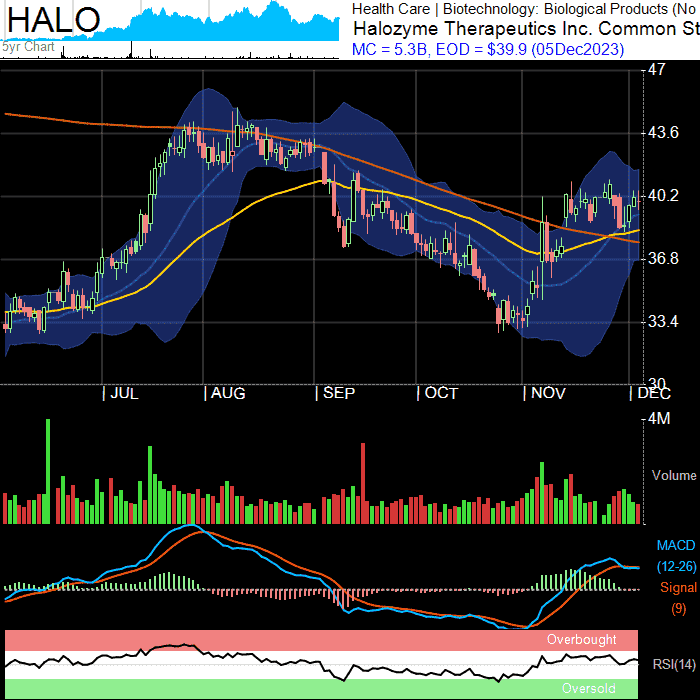 HALO
5yr Chart
Health Care | Biotechnology: Biological Products (No
Halozyme Therapeutics Inc. Common St
MC = 5.3B, EOD = $39.9 (05Dec2023)
47
43.6
40.2
36.8
33.4
30
| JUL | AUG | SEP | OCT | NOV | DEC
4M
Volume
MACD
(12-26)
Signal
(9)
Overbought
RSI(14)
Oversold